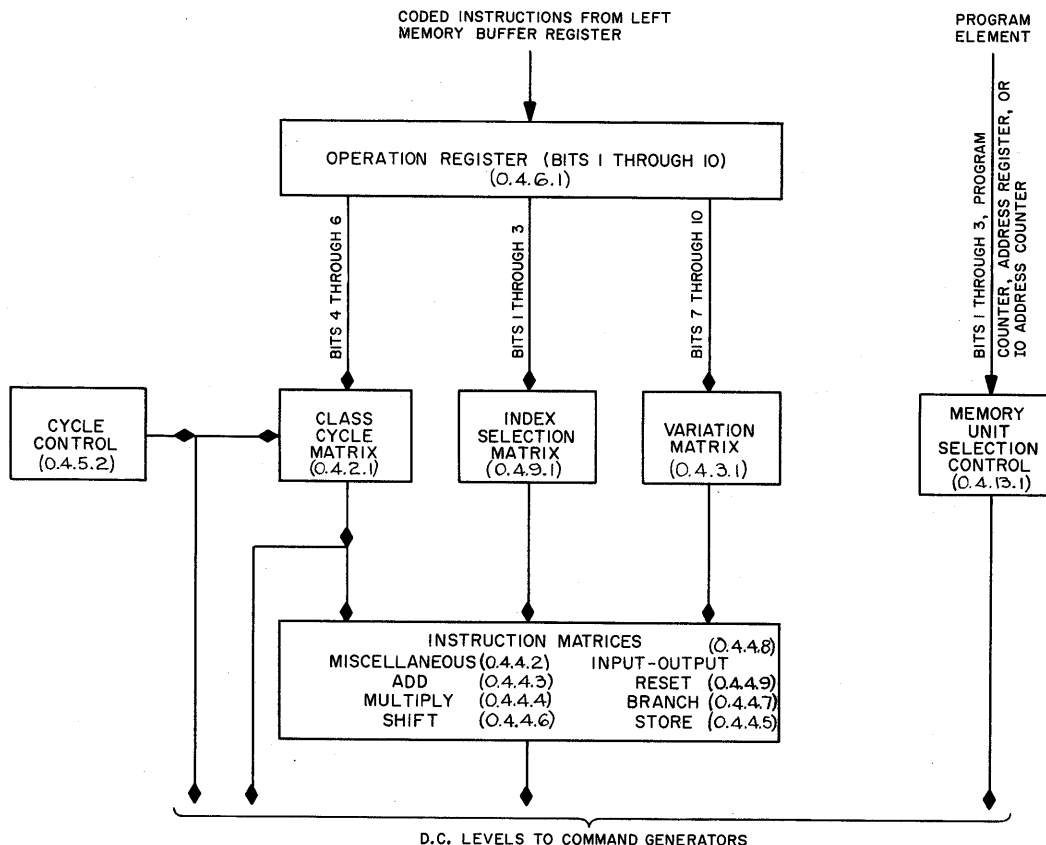 CODED INSTRUCTIONS FROM LEFT
MEMORY BUFFER REGISTER
PROGRAM
ELEMENT
OPERATION REGISTER (BITS 1 THROUGH 10)
(0.4.6.1)
BITS 4 THROUGH 6
BITS 1 THROUGH 3
BITS 7 THROUGH 10
BITS 1 THROUGH 3, PROGRAM
COUNTER, ADDRESS REGISTER, OR
IO ADDRESS COUNTER
CYCLE
CONTROL
(0.4.5.2)
CLASS
CYCLE
MATRIX
(0.4.2.1)
INDEX
SELECTION
MATRIX
(0.4.9.1)
VARIATION
MATRIX
(0.4.3.1)
MEMORY
UNIT
SELECTION
CONTROL
(0.4.13.1)
INSTRUCTION MATRICES (0.4.4.8)
MISCELLANEOUS (0.4.4.2) INPUT-OUTPUT
ADD (0.4.4.3) RESET (0.4.4.9)
MULTIPLY (0.4.4.4) BRANCH (0.4.4.7)
SHIFT (0.4.4.6) STORE (0.4.4.5)
D.C. LEVELS TO COMMAND GENERATORS